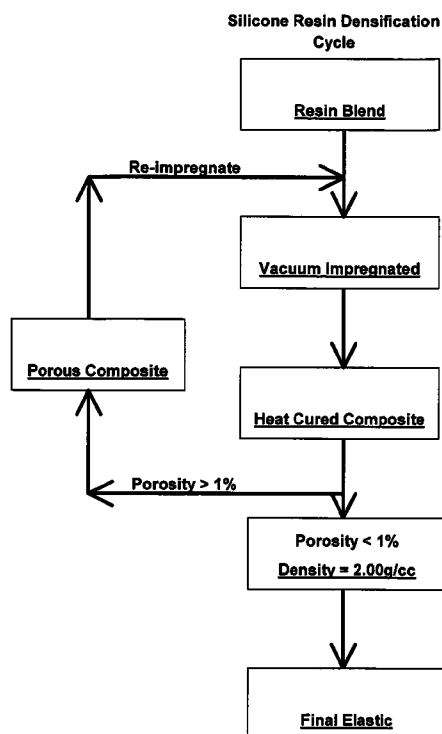 Silicone Resin Densification
Cycle
Resin Blend
Re-impregnate
Vacuum Impregnated
Porous Composite
Heat Cured Composite
Porosity > 1%
Porosity < 1%
Density = 2.00g/cc
Final Elastic